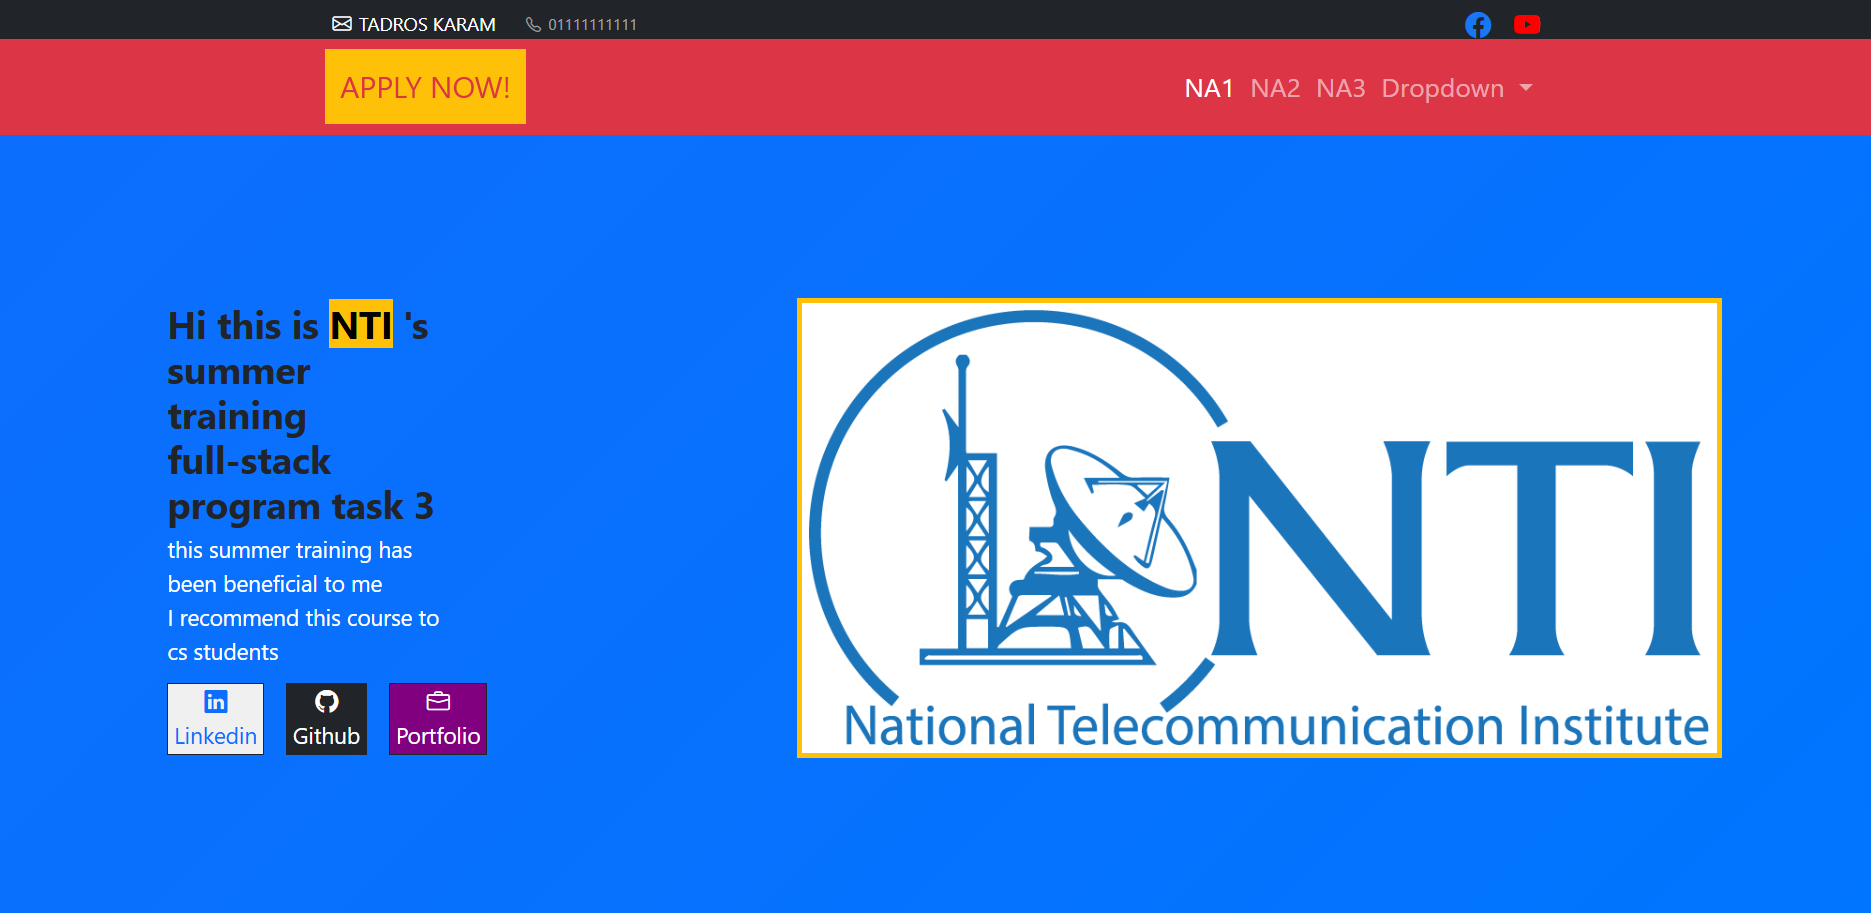 TADROS KARAM 01111111111
APPLY NOW! NA1 NA2 NA3 Dropdown
Hi this is NTI 's
summer
training
full-stack
program task 3
this summer training has
been beneficial to me
I recommend this course to
cs students
Linkedin Github Portfolio
NTI
National Telecommunication Institute